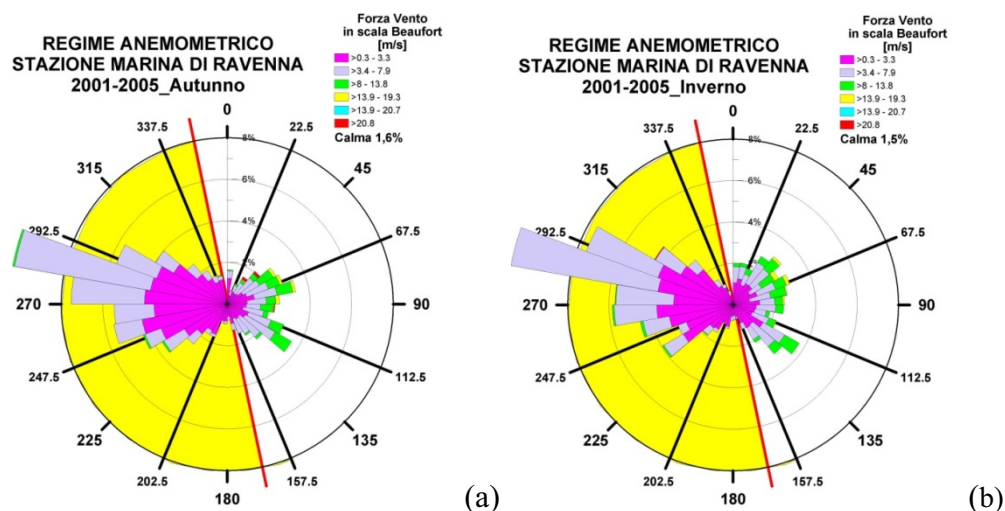 REGIME ANEMOMETRICO
STAZIONE MARINA DI RAVENNA
2001-2005_Autunno
Forza Vento
in scala Beaufort
[m/s]
>0.3 - 3.3
>3.4 - 7.9
>8 - 13.8
>13.9 - 19.3
>13.9 - 20.7
>20.8
Calma 1,6%
0
22.5
45
67.5
90
112.5
135
157.5
180
202.5
225
247.5
270
292.5
315
337.5
8%
6%
4%
2%
(a)
REGIME ANEMOMETRICO
STAZIONE MARINA DI RAVENNA
2001-2005_Inverno
Forza Vento
in scala Beaufort
[m/s]
>0.3 - 3.3
>3.4 - 7.9
>8 - 13.8
>13.9 - 19.3
>13.9 - 20.7
>20.8
Calma 1,5%
0
22.5
45
67.5
90
112.5
135
157.5
180
202.5
225
247.5
270
292.5
315
337.5
8%
6%
4%
2%
(b)